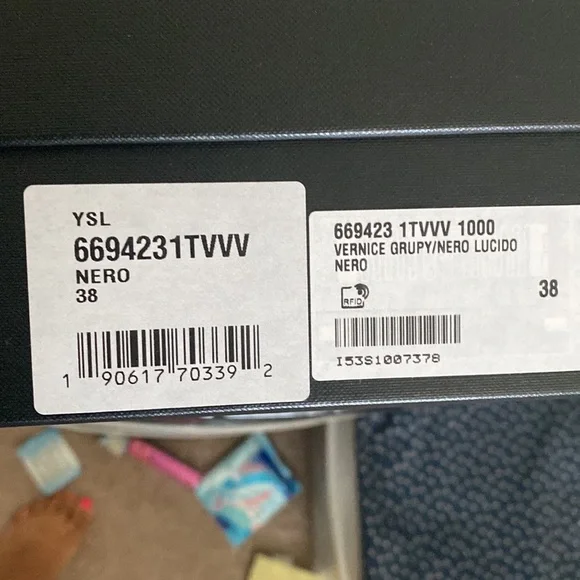 YSL
6694231TVVV
NERO
38
1 90617 70339 2
669423 1TVVV 1000
VERNICE GRUPY/NERO LUCIDO
NERO
38
RFID
I53S1007378